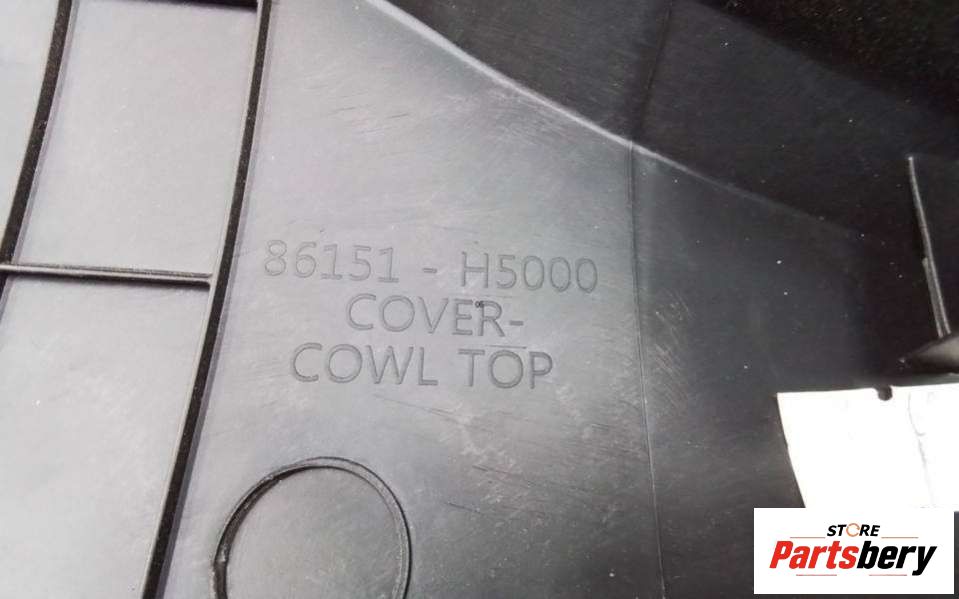 86151 - H5000
COVER-
COWL TOP
STORE
Partsbery